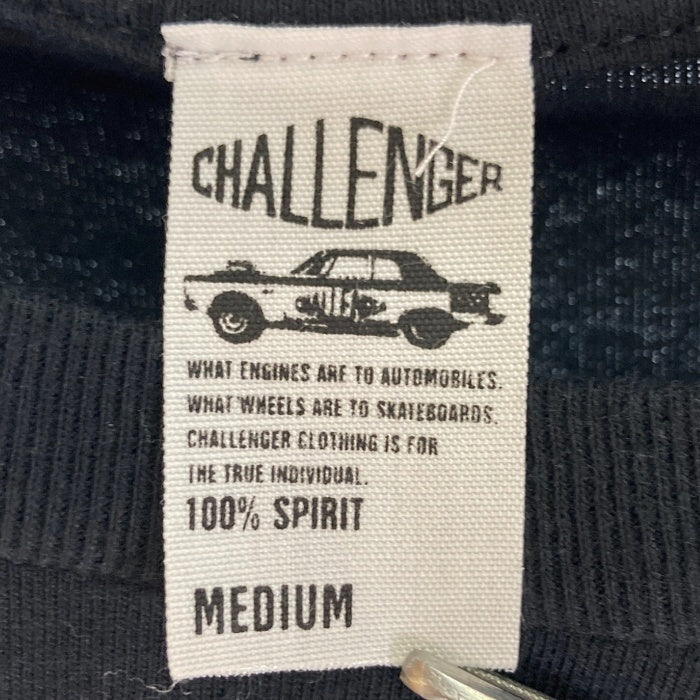 CHALLENGER
CHALLENGER
WHAT ENGINES ARE TO AUTOMOBILES.
WHAT WHEELS ARE TO SKATEBOARDS.
CHALLENGER CLOTHING IS FOR
THE TRUE INDIVIDUAL.
100% SPIRIT
MEDIUM